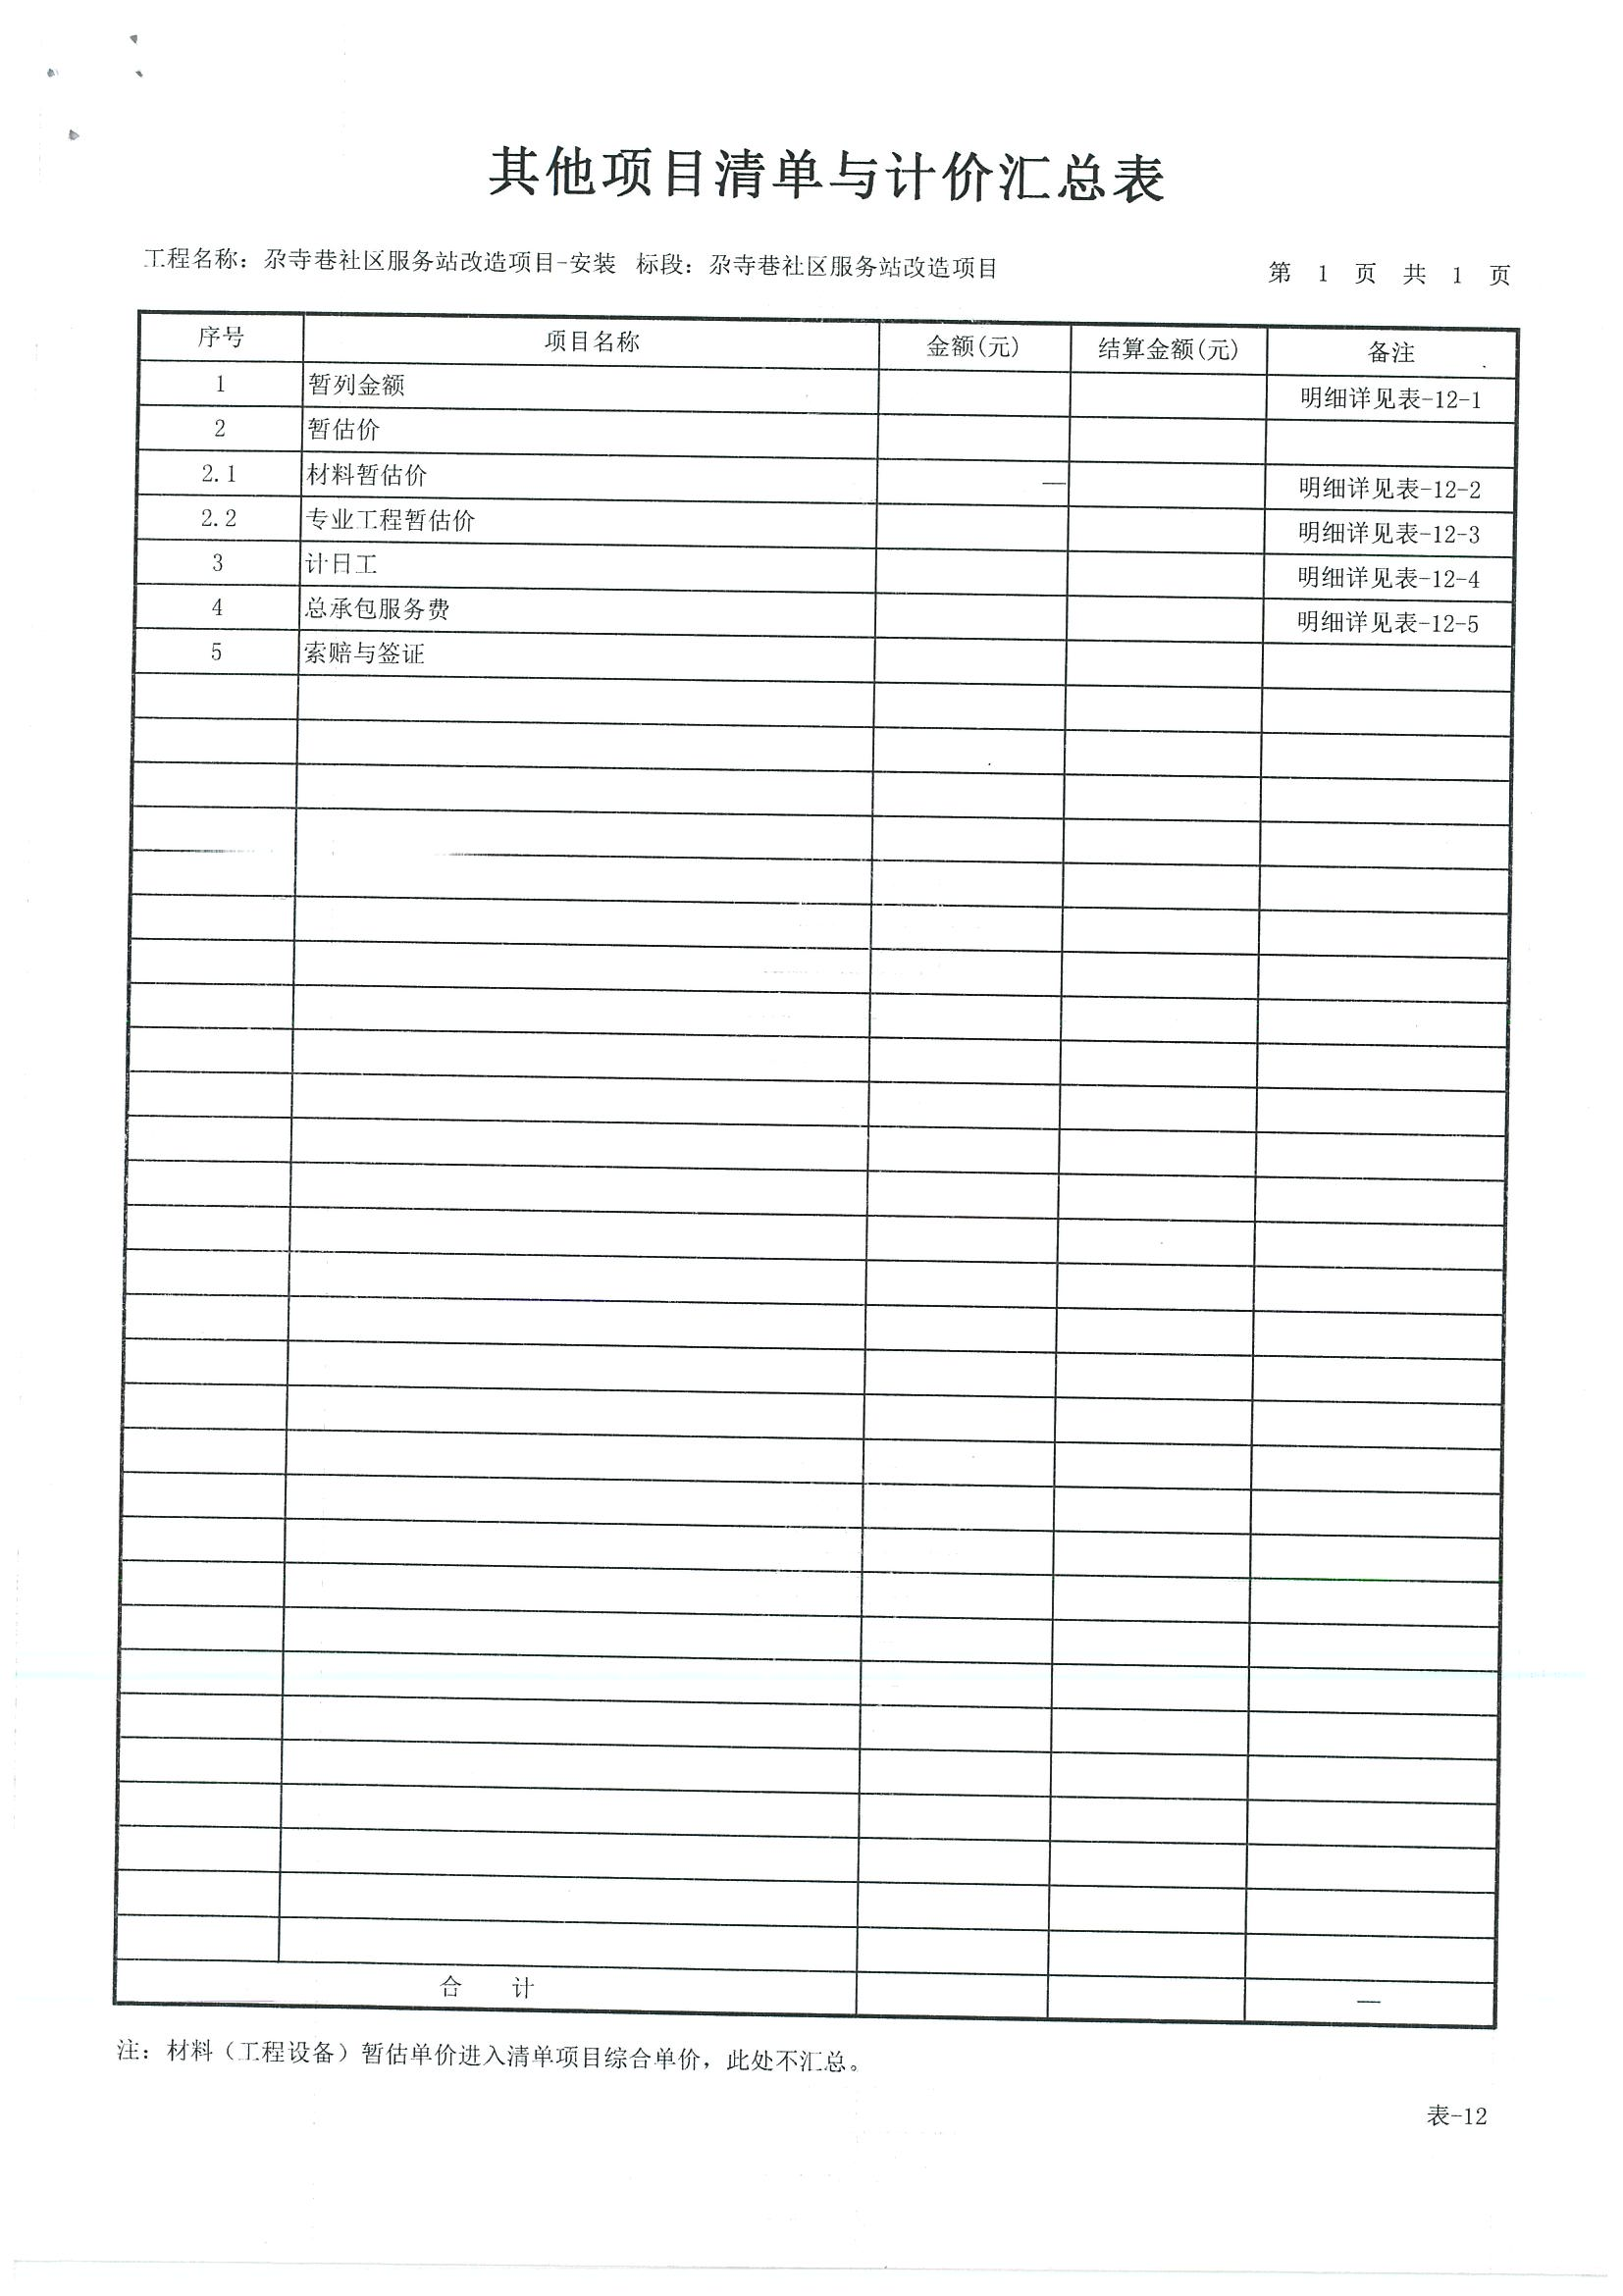 其他项目清单与计价汇总表
工程名称：尕寺巷社区服务站改造项目-安装 标段：尕寺巷社区服务站改造项目 第 1 页 共 1 页
序号 项目名称 金额(元) 结算金额(元) 备注
1 暂列金额 明细详见表-12-1
2 暂估价
2.1 材料暂估价 — 明细详见表-12-2
2.2 专业工程暂估价 明细详见表-12-3
3 计日工 明细详见表-12-4
4 总承包服务费 明细详见表-12-5
5 索赔与签证
合 计 —
注：材料（工程设备）暂估单价进入清单项目综合单价，此处不汇总。
表-12